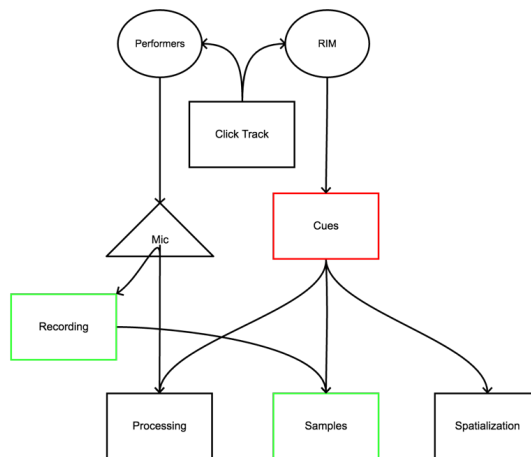 Performers
RIM
Click Track
Mic
Cues
Recording
Processing
Samples
Spatialization